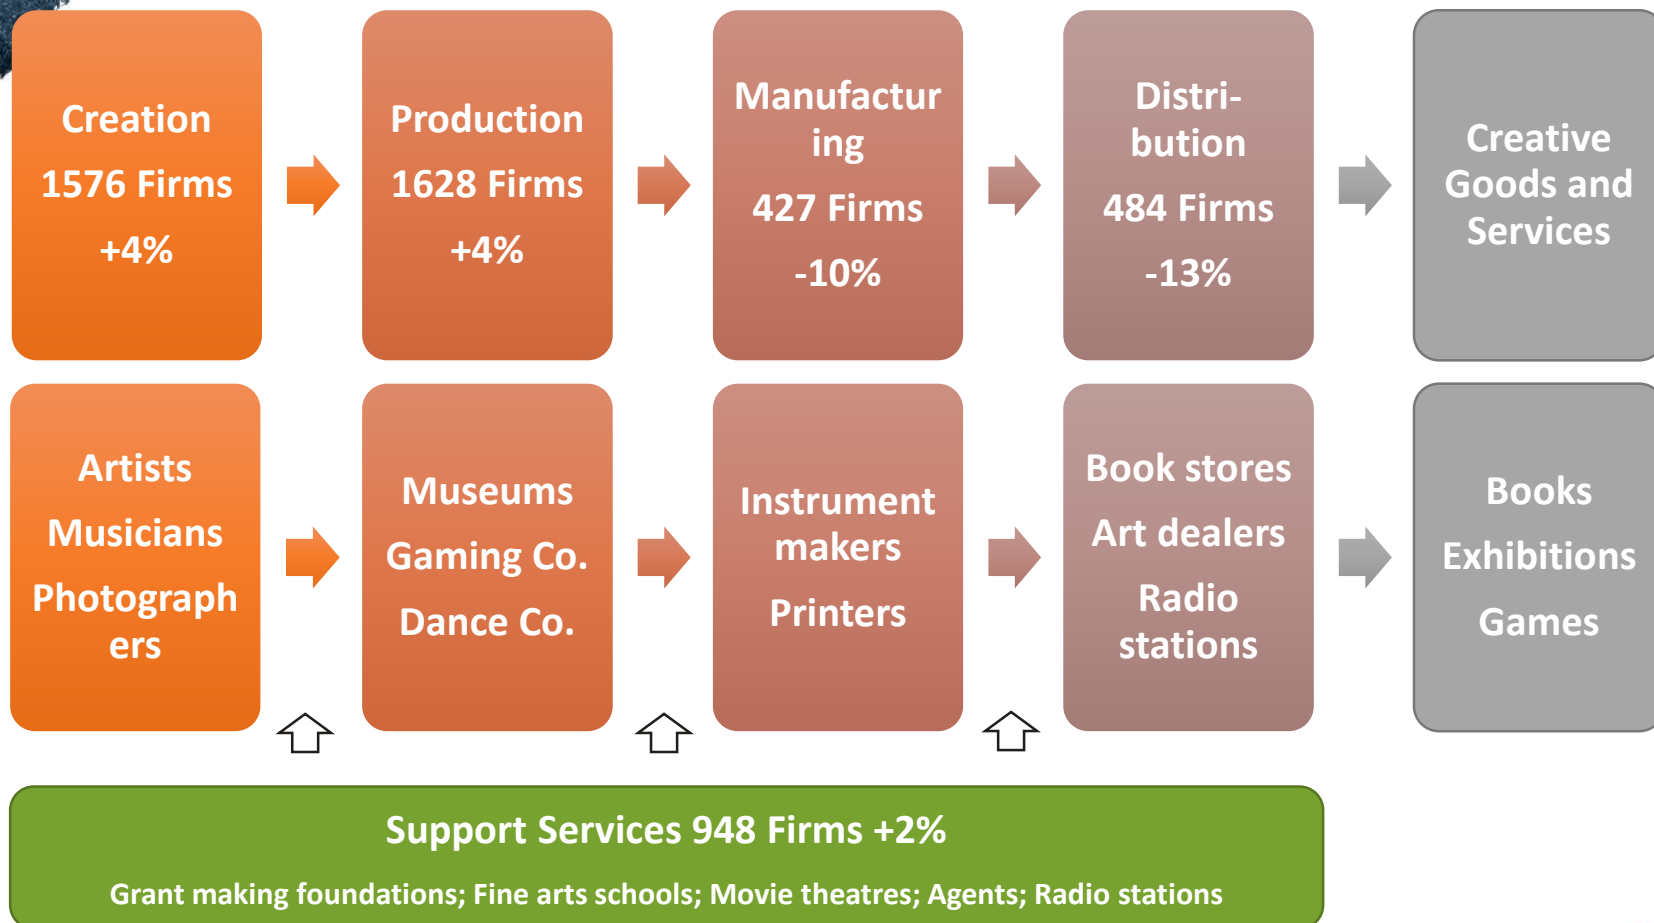 Creation
1576 Firms
+4%
Production
1628 Firms
+4%
Manufactur
ing
427 Firms
-10%
Distri-
bution
484 Firms
-13%
Creative
Goods and
Services
Artists
Musicians
Photograph
ers
Museums
Gaming Co.
Dance Co.
Instrument
makers
Printers
Book stores
Art dealers
Radio
stations
Books
Exhibitions
Games
Support Services 948 Firms +2%
Grant making foundations; Fine arts schools; Movie theatres; Agents; Radio stations